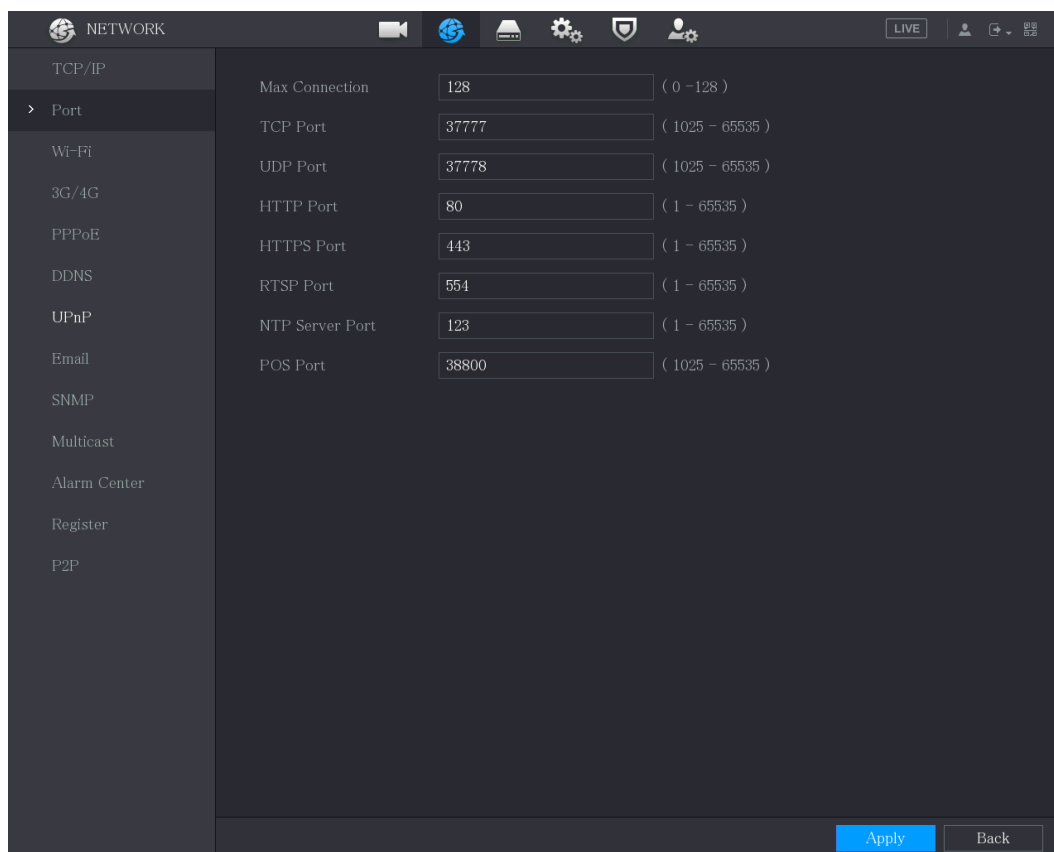 NETWORK
LIVE
TCP/IP
Port
Wi-Fi
3G/4G
PPPoE
DDNS
UPnP
Email
SNMP
Multicast
Alarm Center
Register
P2P
Max Connection 128 ( 0 -128 )
TCP Port 37777 ( 1025 - 65535 )
UDP Port 37778 ( 1025 - 65535 )
HTTP Port 80 ( 1 - 65535 )
HTTPS Port 443 ( 1 - 65535 )
RTSP Port 554 ( 1 - 65535 )
NTP Server Port 123 ( 1 - 65535 )
POS Port 38800 ( 1025 - 65535 )
Apply Back